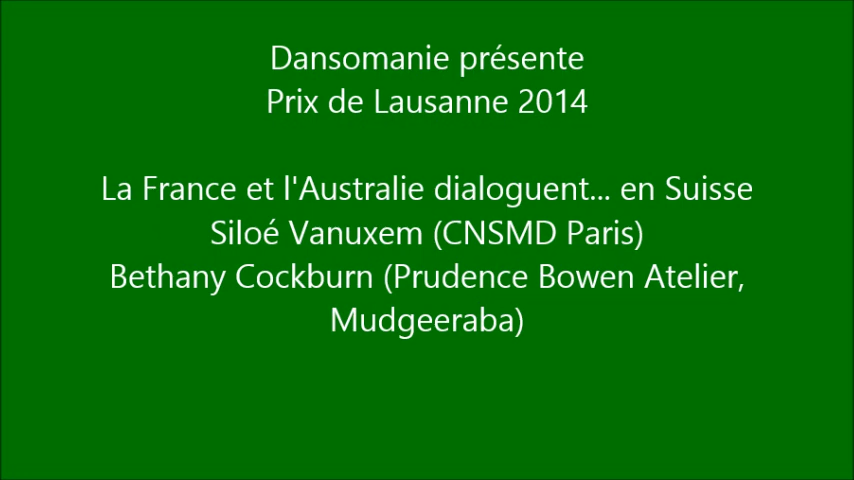 Dansomanie présente
Prix de Lausanne 2014
La France et l'Australie dialoguent... en Suisse
Siloé Vanuxem (CNSMD Paris)
Bethany Cockburn (Prudence Bowen Atelier,
Mudgeeraba)